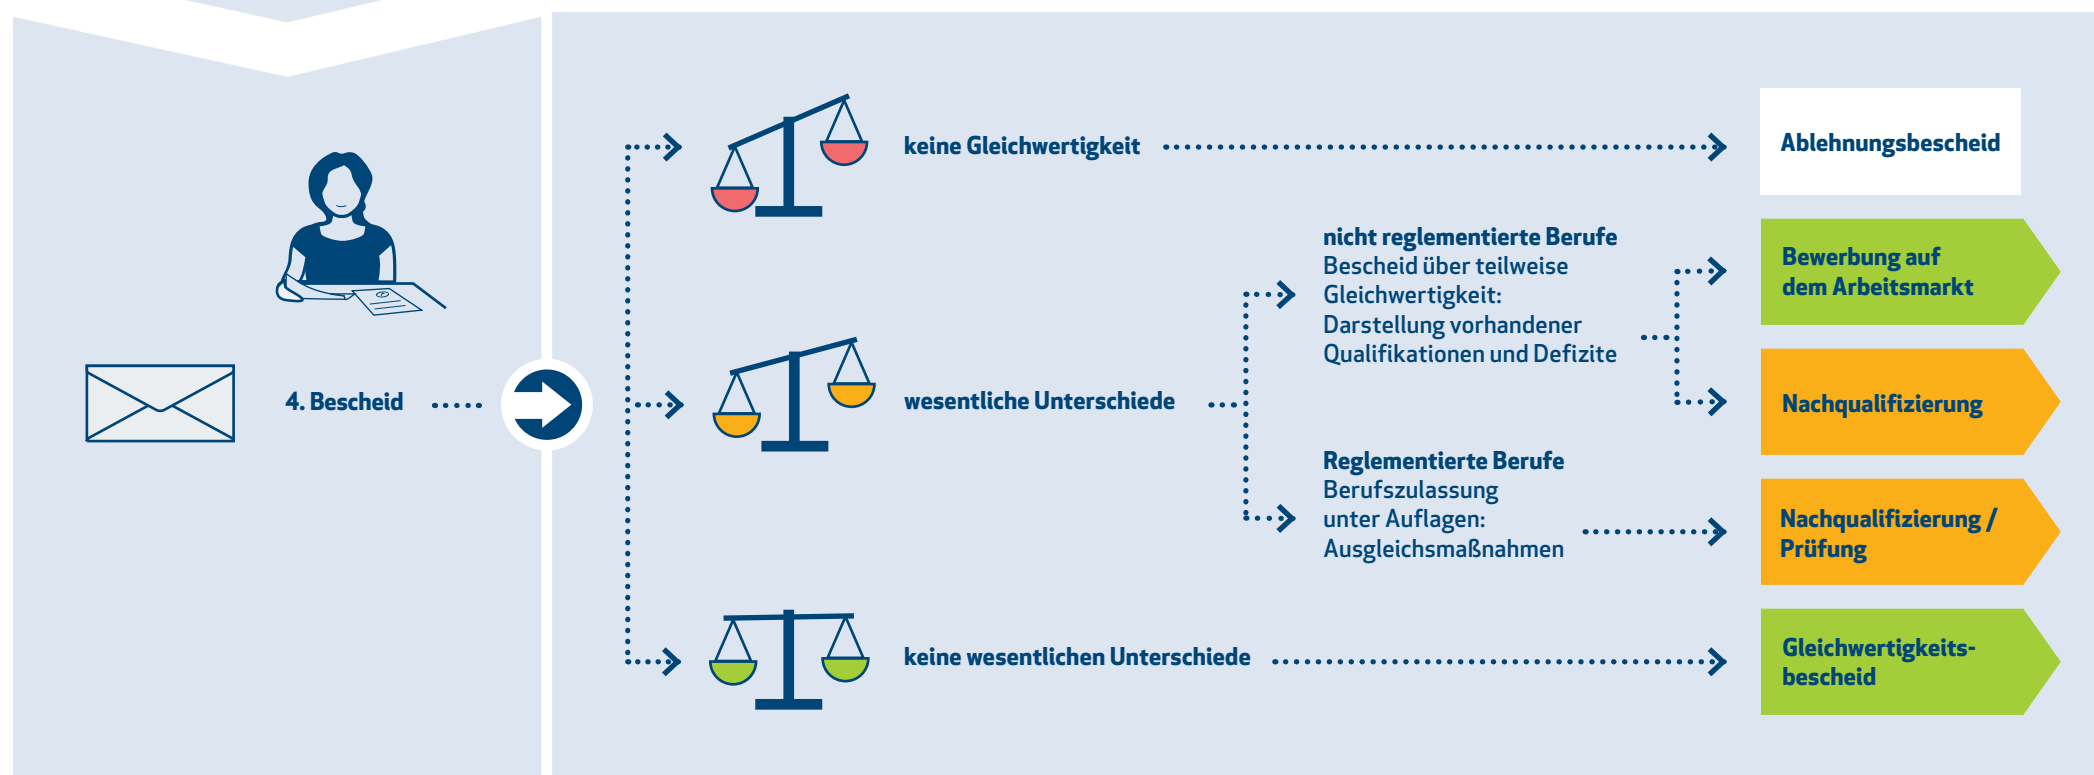 4. Bescheid
keine Gleichwertigkeit
Ablehnungsbescheid
wesentliche Unterschiede
nicht reglementierte Berufe
Bescheid über teilweise
Gleichwertigkeit:
Darstellung vorhandener
Qualifikationen und Defizite
Bewerbung auf
dem Arbeitsmarkt
Nachqualifizierung
Reglementierte Berufe
Berufszulassung
unter Auflagen:
Ausgleichsmaßnahmen
Nachqualifizierung /
Prüfung
keine wesentlichen Unterschiede
Gleichwertigkeits-
bescheid